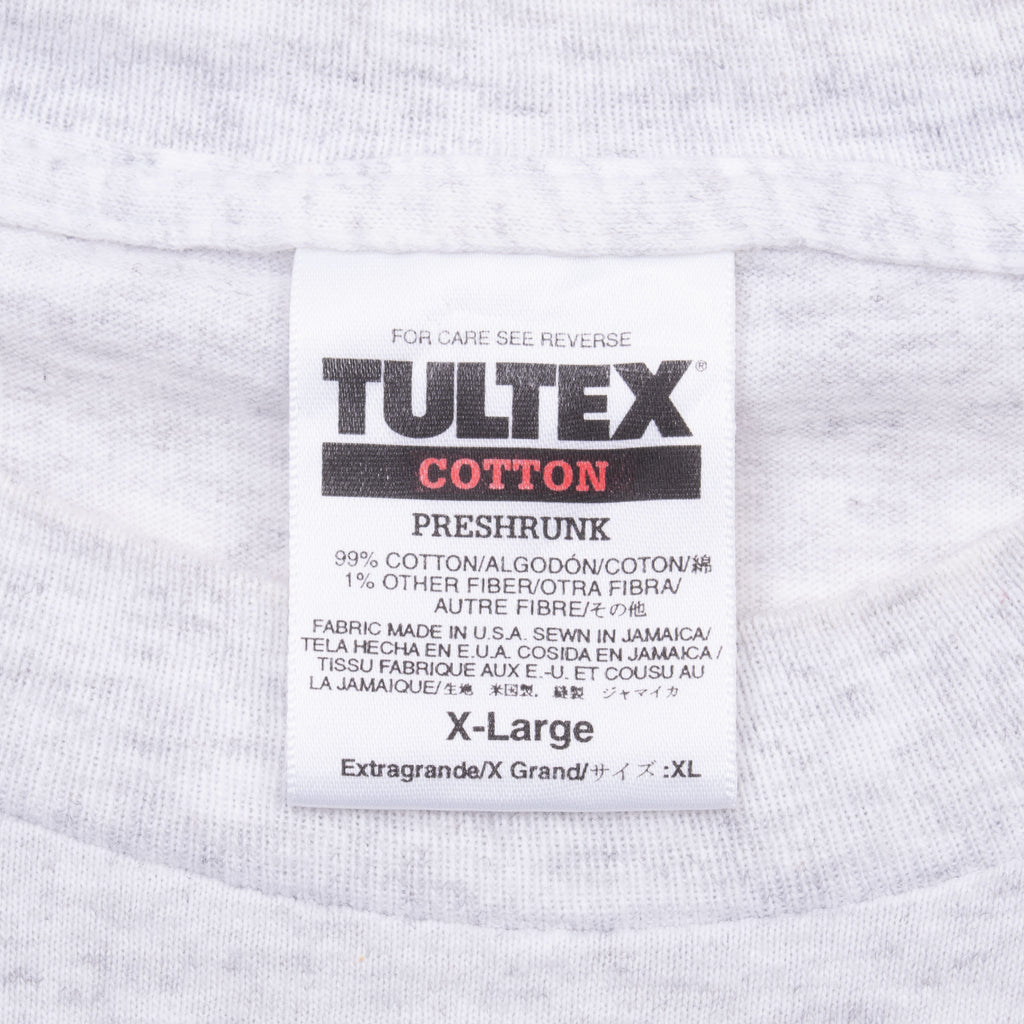 FOR CARE SEE REVERSE
TULTEX®
COTTON
PRESHRUNK
99% COTTON/ALGODÓN/COTON/綿
1% OTHER FIBER/OTRA FIBRA/
AUTRE FIBRE/その他
FABRIC MADE IN U.S.A. SEWN IN JAMAICA/
TELA HECHA EN E.U.A. COSIDA EN JAMAICA/
TISSU FABRIQUE AUX E.-U. ET COUSU AU
LA JAMAIQUE/生地 米国製. 縫製 ジャマイカ
X-Large
Extragrande/X Grand/サイズ:XL